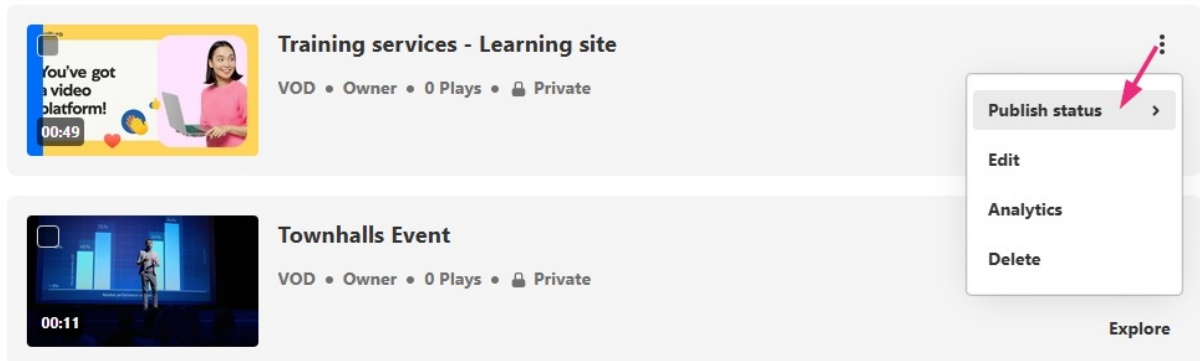 Training services - Learning site
VOD • Owner • 0 Plays • Private
You've got
a video
platform!
00:49
Publish status >
Edit
Analytics
Delete
Townhalls Event
VOD • Owner • 0 Plays • Private
00:11
Explore